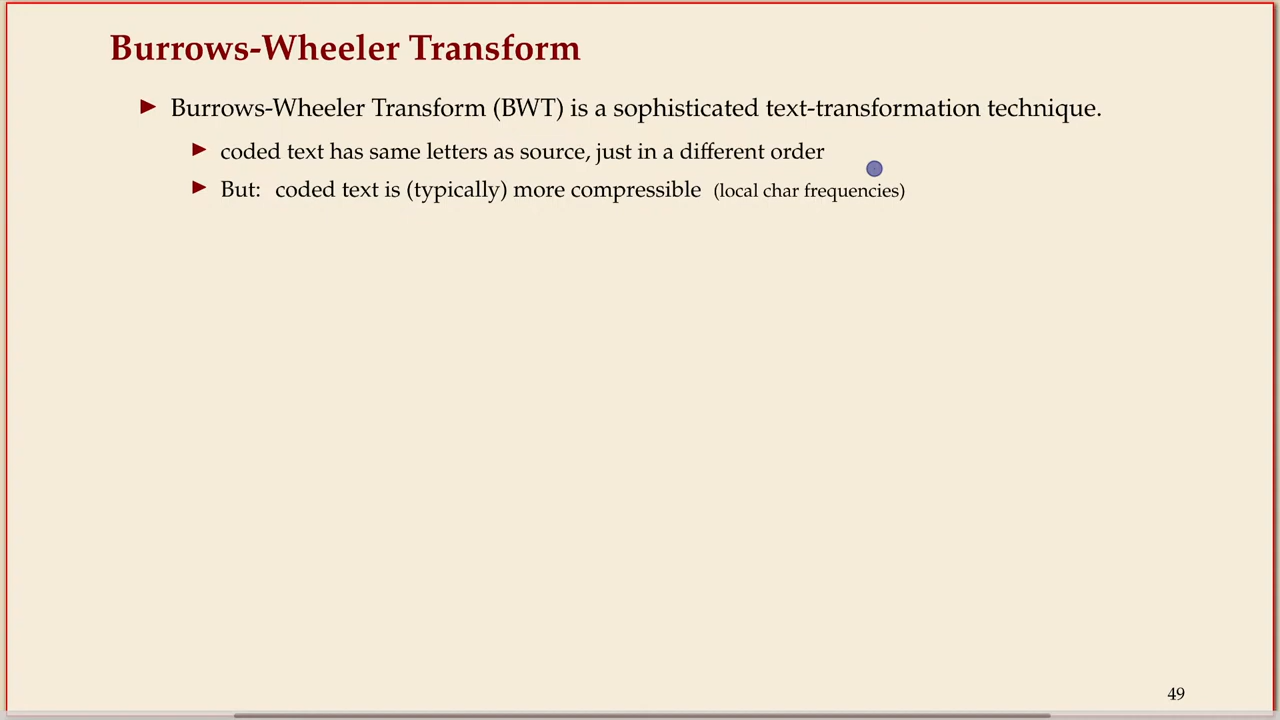 Burrows-Wheeler Transform
▶ Burrows-Wheeler Transform (BWT) is a sophisticated text-transformation technique.
▶ coded text has same letters as source, just in a different order
▶ But: coded text is (typically) more compressible (local char frequencies)
49